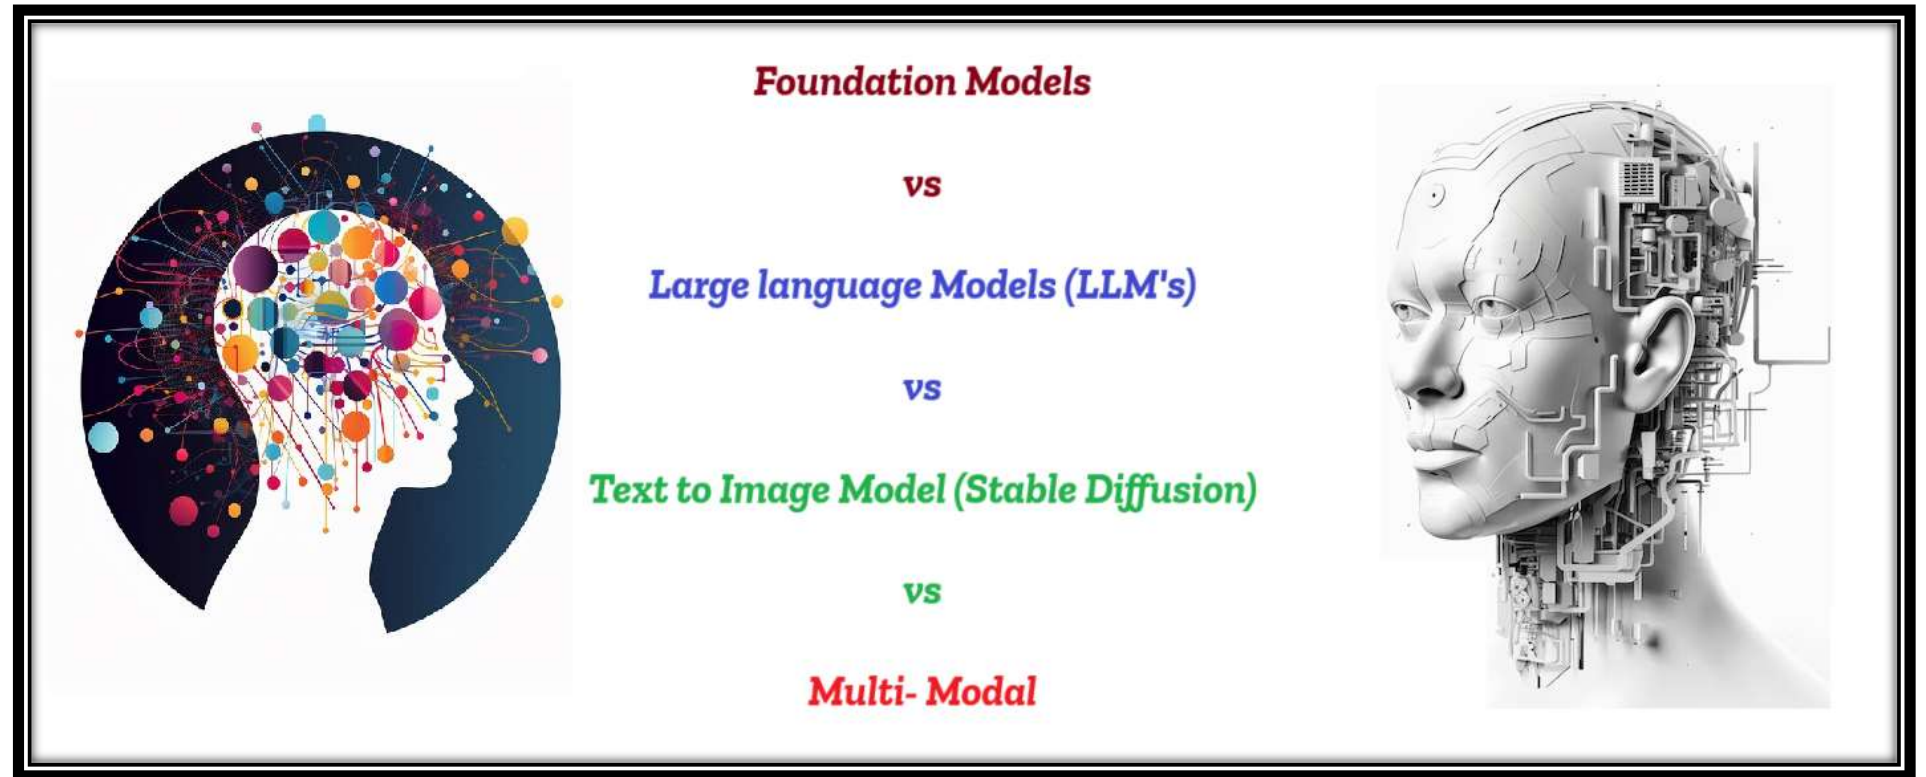 Foundation Models
vs
Large language Models (LLM's)
vs
Text to Image Model (Stable Diffusion)
vs
Multi- Modal